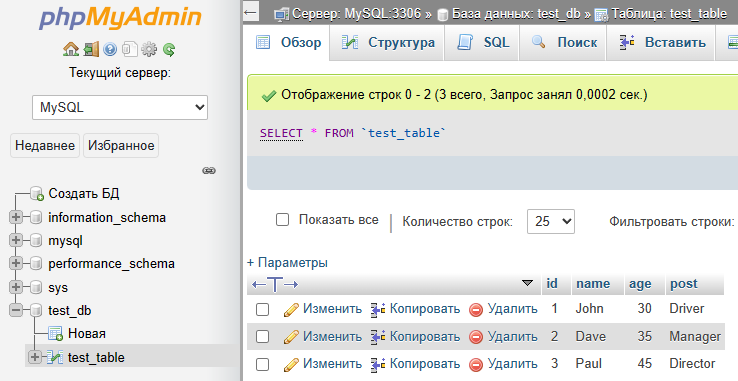 phpMyAdmin
Текущий сервер:
MySQL
Недавнее Избранное
Создать БД
information_schema
mysql
performance_schema
sys
test_db
Новая
test_table
Сервер: MySQL:3306 » База данных: test_db » Таблица: test_table
Обзор Структура SQL Поиск Вставить
Отображение строк 0 - 2 (3 всего, Запрос занял 0,0002 сек.)
SELECT * FROM `test_table`
Показать все | Количество строк: 25 Фильтровать строки:
+ Параметры
←T→ id name age post
Изменить Копировать Удалить 1 John 30 Driver
Изменить Копировать Удалить 2 Dave 35 Manager
Изменить Копировать Удалить 3 Paul 45 Director